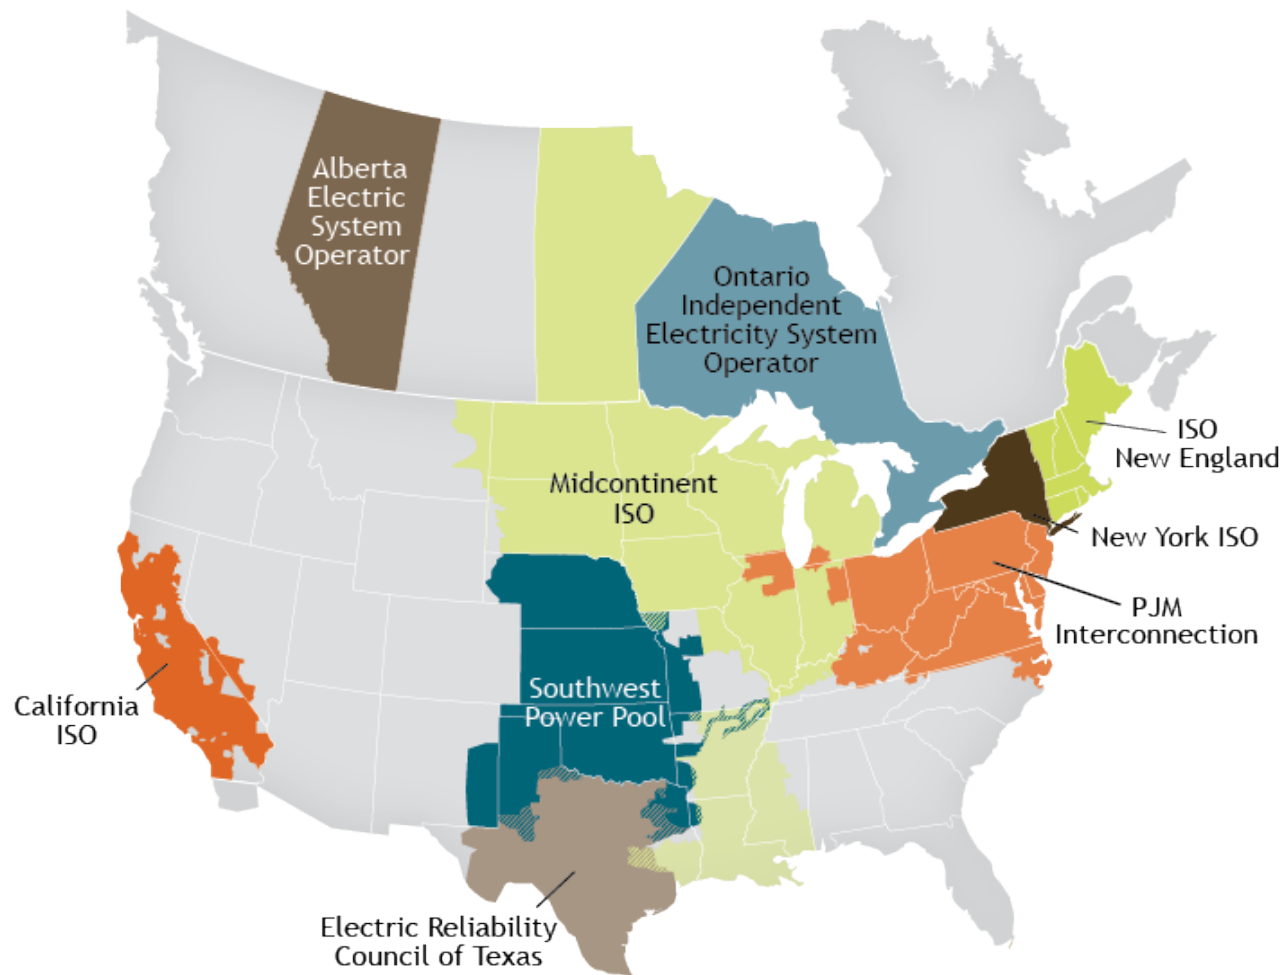 Alberta
Electric
System
Operator
Ontario
Independent
Electricity System
Operator
ISO
New England
Midcontinent
ISO
New York ISO
PJM
Interconnection
Southwest
Power Pool
California
ISO
Electric Reliability
Council of Texas